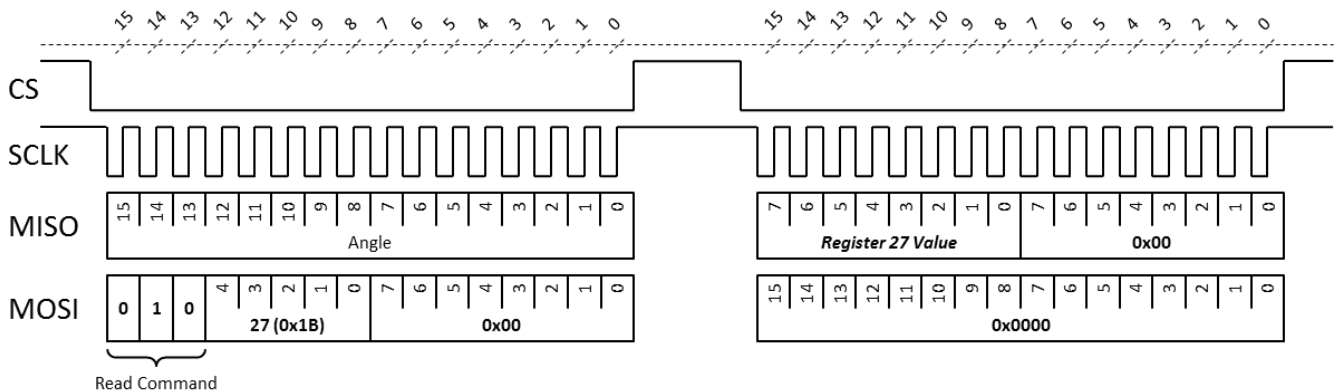 15 14 13 12 11 10 9 8 7 6 5 4 3 2 1 0 15 14 13 12 11 10 9 8 7 6 5 4 3 2 1 0
CS
SCLK
MISO 15 14 13 12 11 10 9 8 7 6 5 4 3 2 1 0 7 6 5 4 3 2 1 0 7 6 5 4 3 2 1 0
Angle Register 27 Value 0x00
MOSI 0 1 0 4 3 2 1 0 7 6 5 4 3 2 1 0 15 14 13 12 11 10 9 8 7 6 5 4 3 2 1 0
27 (0x1B) 0x00 0x0000
Read Command